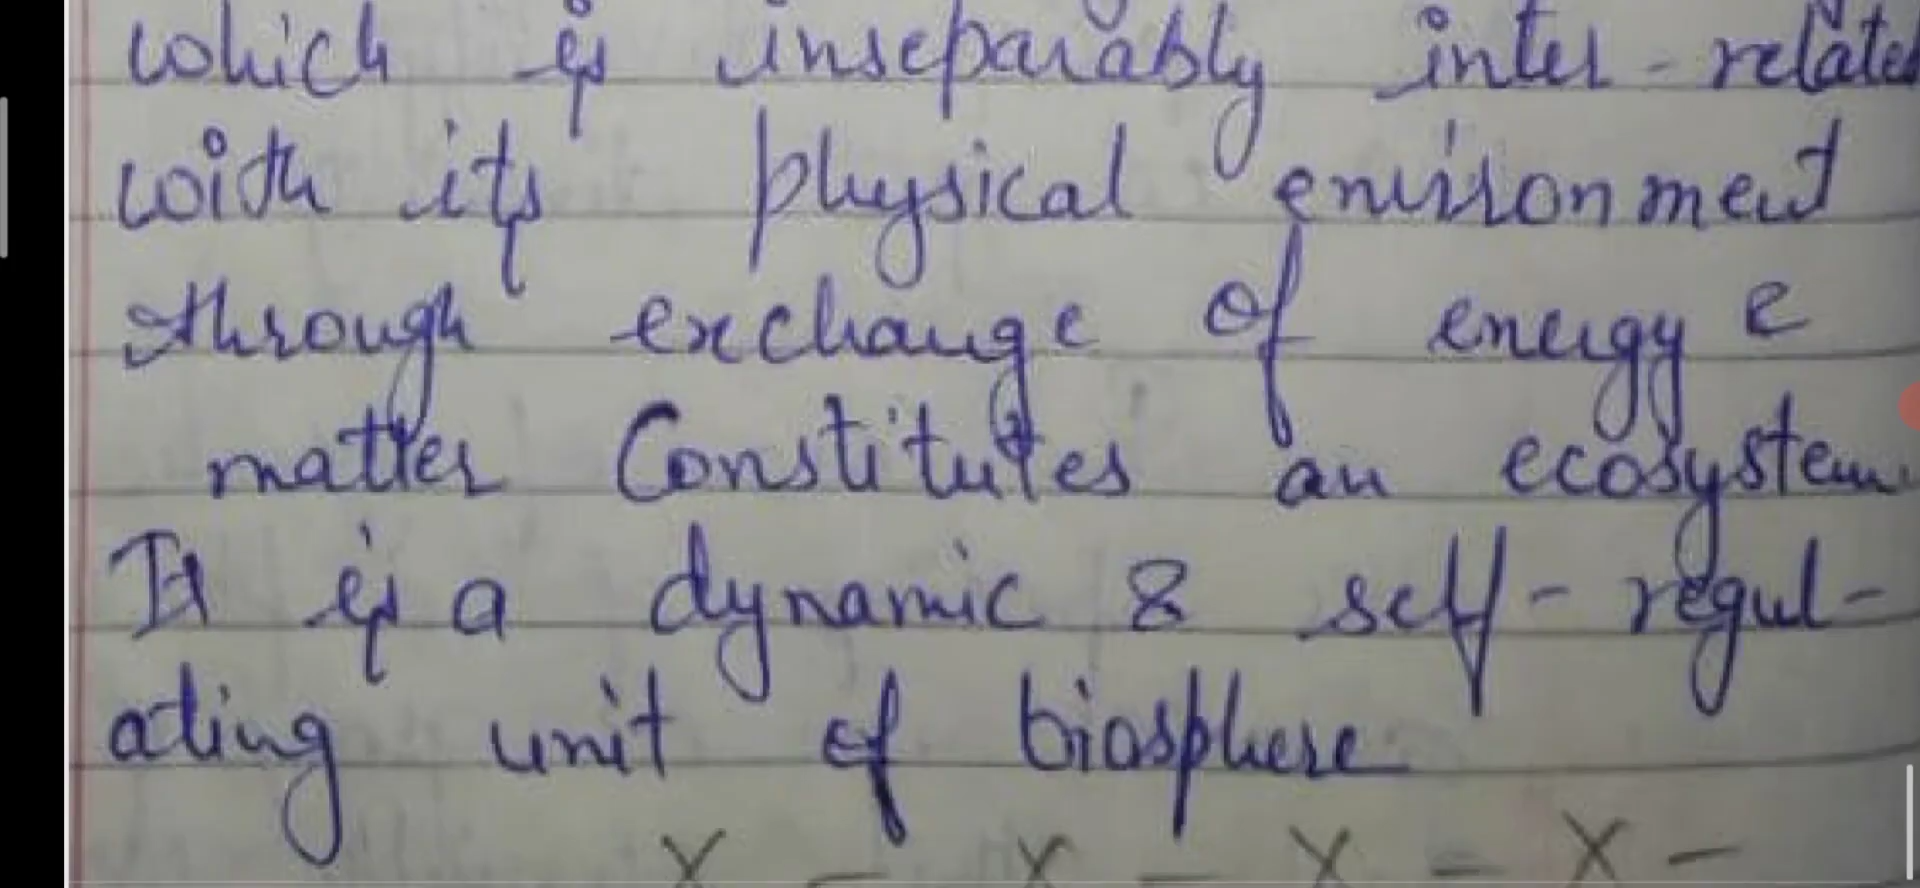 which is inseparably inter-related
with its physical environment
through exchange of energy &
matter Constitutes an ecosystem.
It is a dynamic & self-regul-
ating unit of biosphere
X - X - X - X -